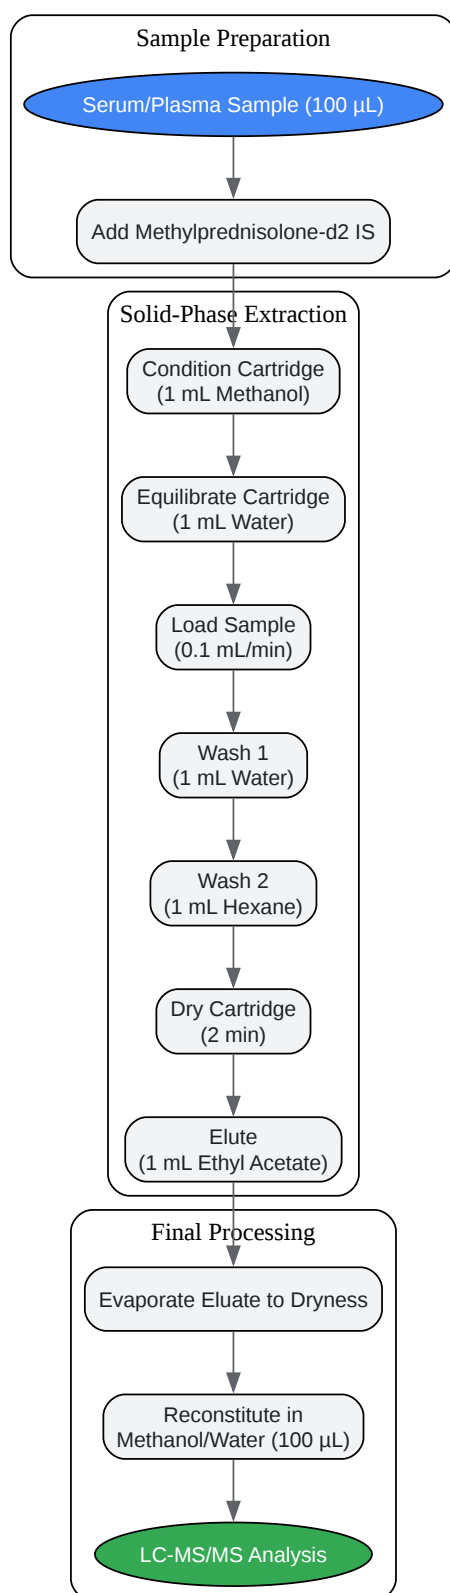 Sample Preparation
Serum/Plasma Sample (100 µL)
Add Methylprednisolone-d2 IS
Solid-Phase Extraction
Condition Cartridge
(1 mL Methanol)
Equilibrate Cartridge
(1 mL Water)
Load Sample
(0.1 mL/min)
Wash 1
(1 mL Water)
Wash 2
(1 mL Hexane)
Dry Cartridge
(2 min)
Elute
(1 mL Ethyl Acetate)
Final Processing
Evaporate Eluate to Dryness
Reconstitute in
Methanol/Water (100 µL)
LC-MS/MS Analysis